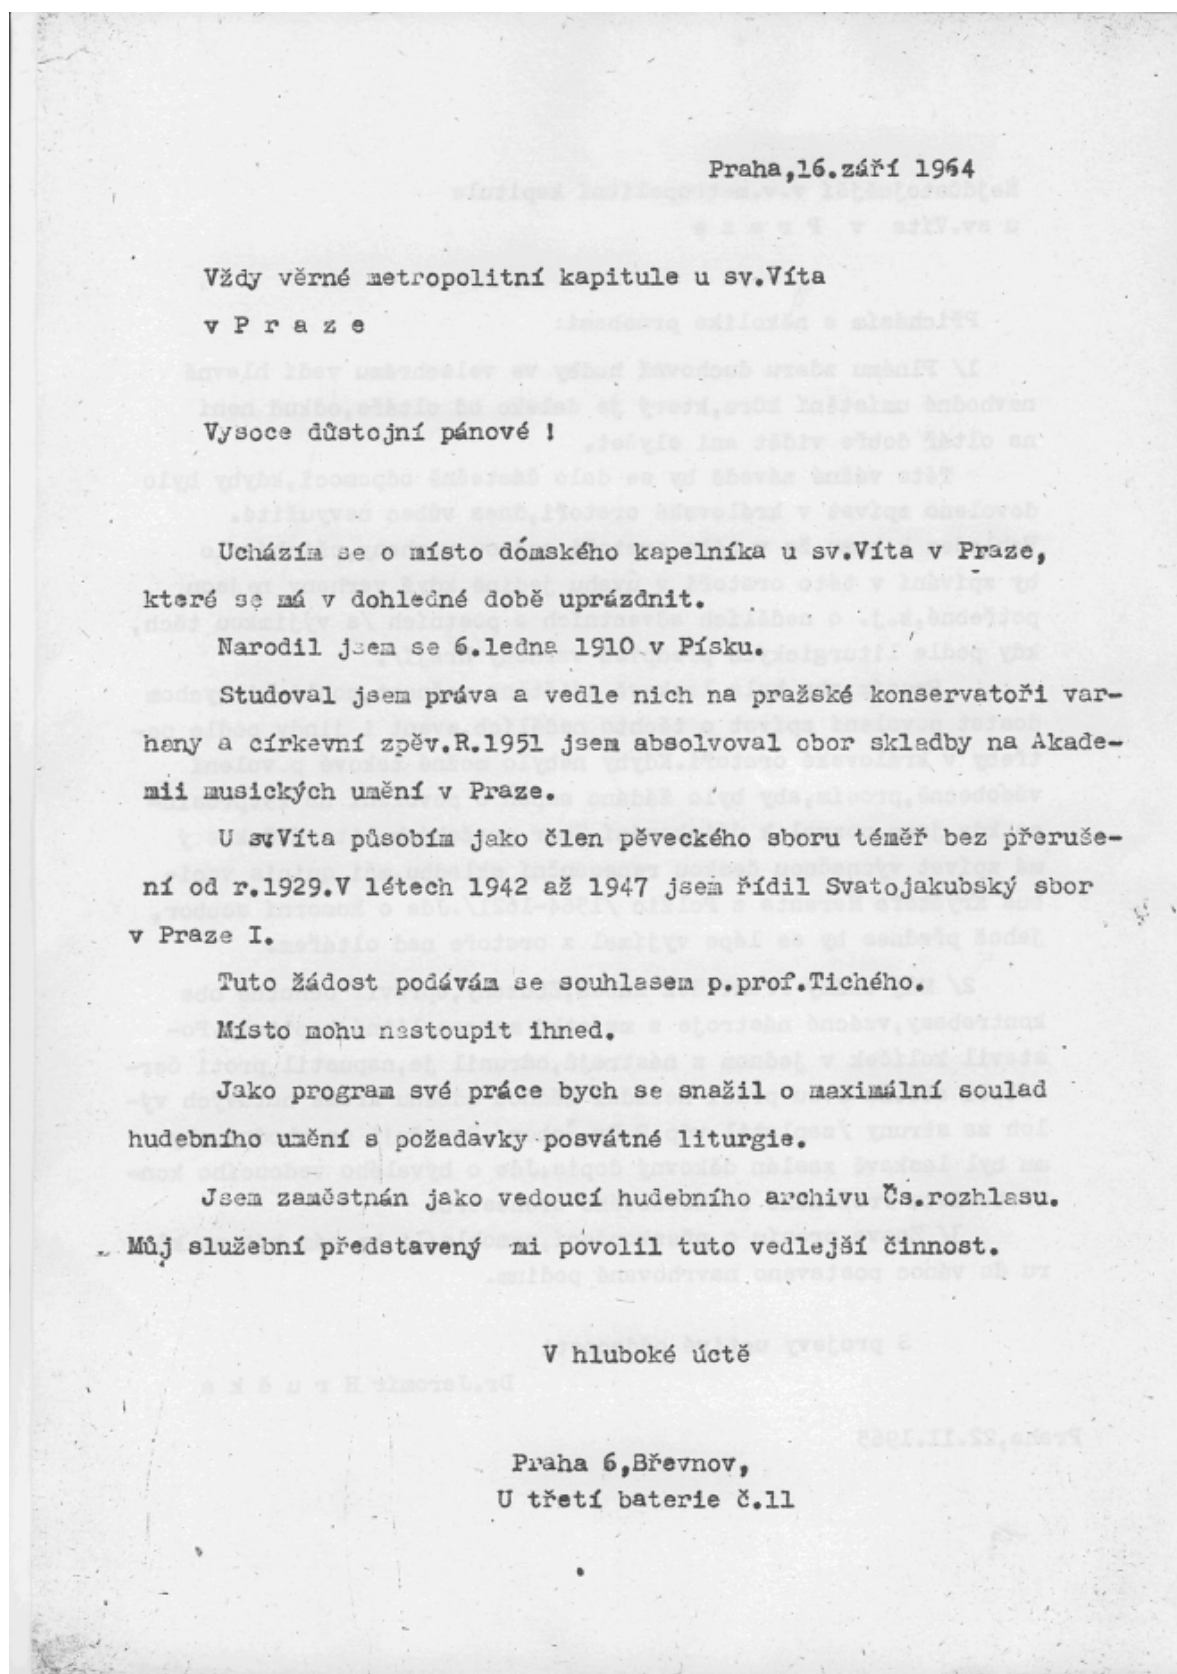 Praha,16.září 1964
Vždy věrné metropolitní kapitule u sv.Víta
v P r a z e
Vysoce důstojní pánové !
Ucházím se o místo dómského kapelníka u sv.Víta v Praze,
které se má v dohledné době uprázdnit.
Narodil jsem se 6.ledna 1910 v Písku.
Studoval jsem práva a vedle nich na pražské konservatoři var-
hany a církevní zpěv.R.1951 jsem absolvoval obor skladby na Akade-
mii musických umění v Praze.
U sv.Víta působím jako člen pěveckého sboru téměř bez přeruše-
ní od r.1929.V létech 1942 až 1947 jsem řídil Svatojakubský sbor
v Praze I.
Tuto žádost podávám se souhlasem p.prof.Tichého.
Místo mohu nastoupit ihned.
Jako program své práce bych se snažil o maximální soulad
hudebního umění s požadavky posvátné liturgie.
Jsem zaměstnán jako vedoucí hudebního archivu Čs.rozhlasu.
Můj služební představený mi povolil tuto vedlejší činnost.
V hluboké úctě
Praha 6,Břevnov,
U třetí baterie č.11